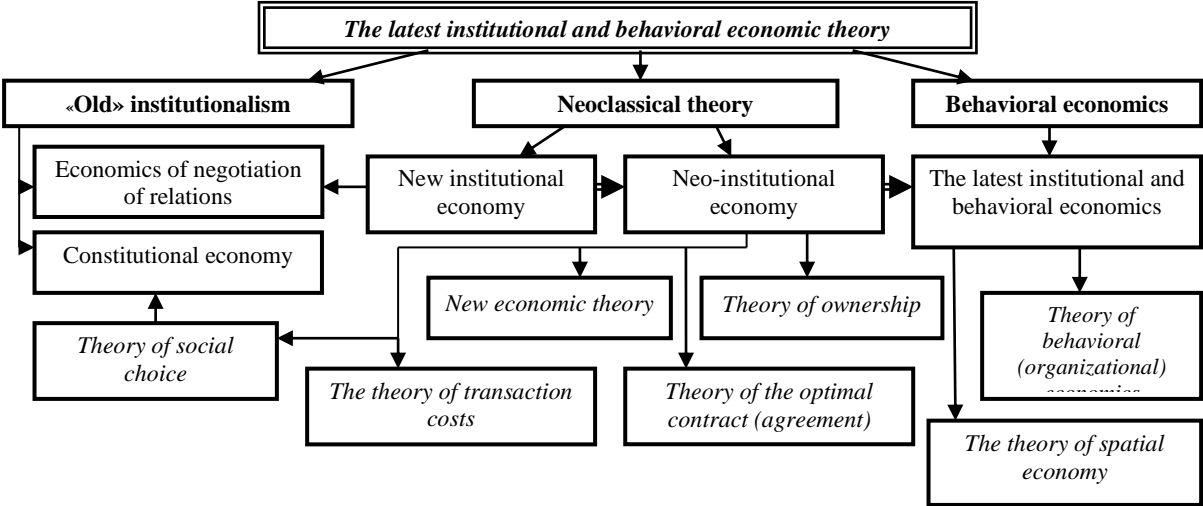 The latest institutional and behavioral economic theory
«Old» institutionalism
Neoclassical theory
Behavioral economics
Economics of negotiation
of relations
New institutional
economy
Neo-institutional
economy
The latest institutional and
behavioral economics
Constitutional economy
New economic theory
Theory of ownership
Theory of
behavioral
(organizational)
economics
Theory of social
choice
The theory of transaction
costs
Theory of the optimal
contract (agreement)
The theory of spatial
economy